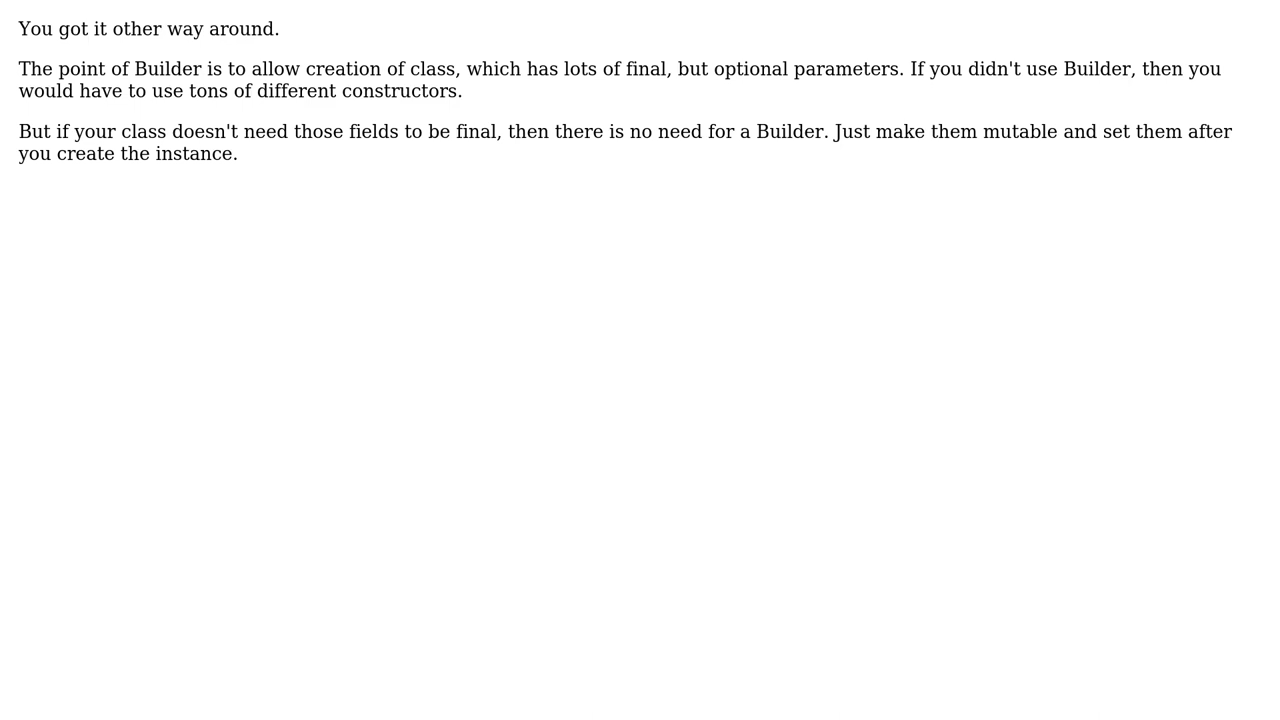 You got it other way around.
The point of Builder is to allow creation of class, which has lots of final, but optional parameters. If you didn't use Builder, then you
would have to use tons of different constructors.
But if your class doesn't need those fields to be final, then there is no need for a Builder. Just make them mutable and set them after
you create the instance.